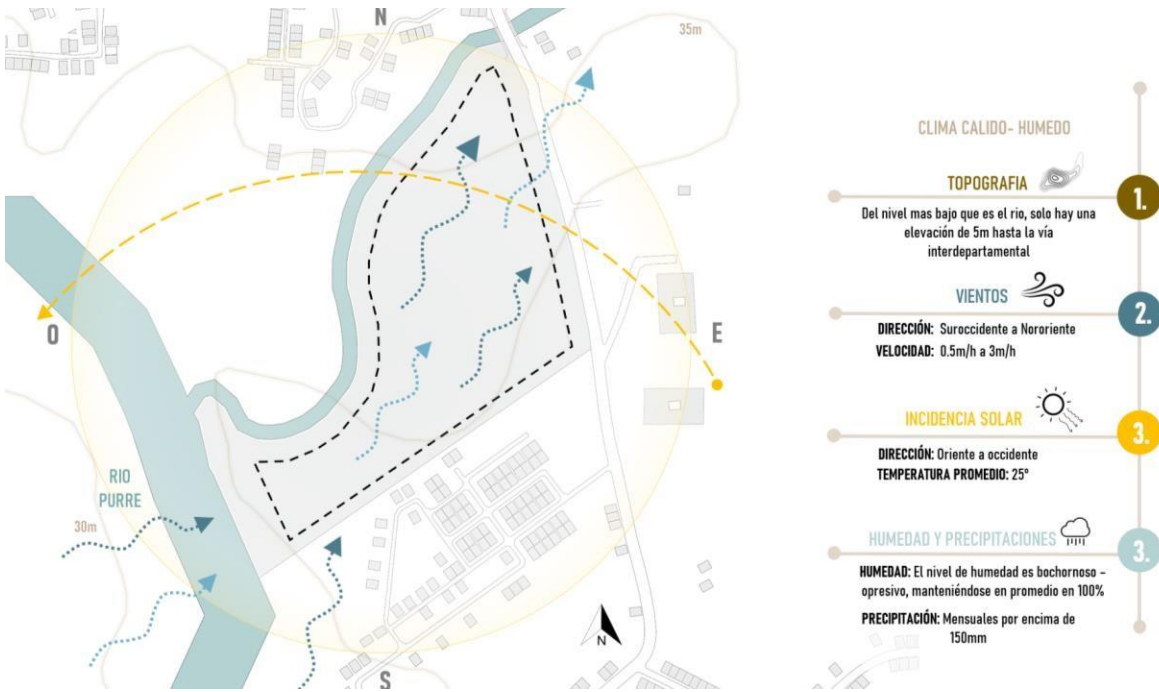 N
35m
O
E
RIO
PURRE
30m
N
S
CLIMA CALIDO- HUMEDO
TOPOGRAFIA
1.
Del nivel mas bajo que es el rio, solo hay una
elevación de 5m hasta la vía
interdepartamental
VIENTOS
2.
DIRECCIÓN: Suroccidente a Nororiente
VELOCIDAD: 0.5m/h a 3m/h
INCIDENCIA SOLAR
3.
DIRECCIÓN: Oriente a occidente
TEMPERATURA PROMEDIO: 25°
HUMEDAD Y PRECIPITACIONES
3.
HUMEDAD: El nivel de humedad es bochornoso –
opresivo, manteniéndose en promedio en 100%
PRECIPITACIÓN: Mensuales por encima de
150mm